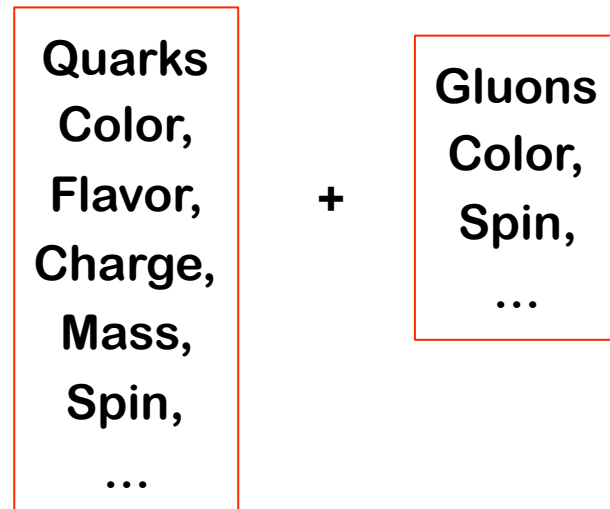 Quarks
Color,
Flavor,
Charge,
Mass,
Spin,
...
+
Gluons
Color,
Spin,
...